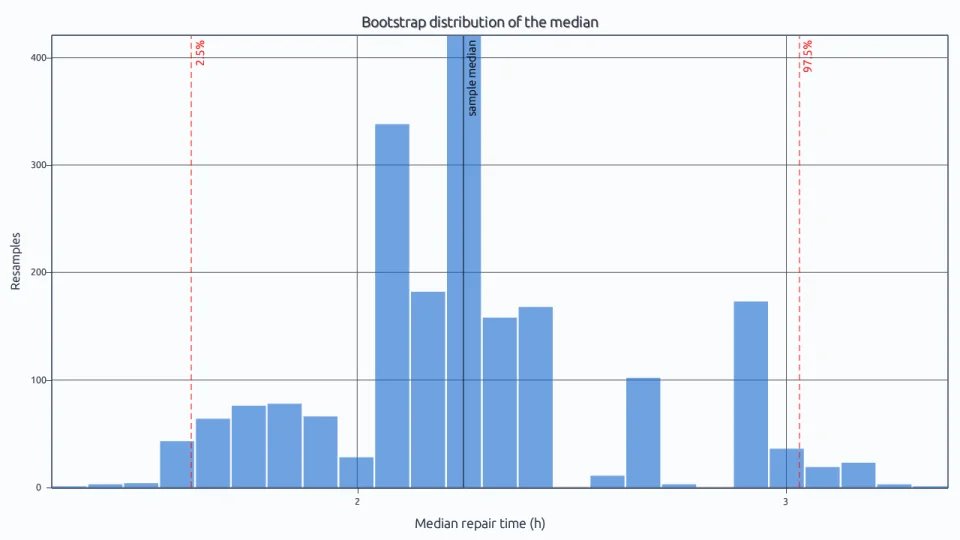 Bootstrap distribution of the median
2.5%
sample median
97.5%
400
300
200
100
0
Resamples
2
3
Median repair time (h)